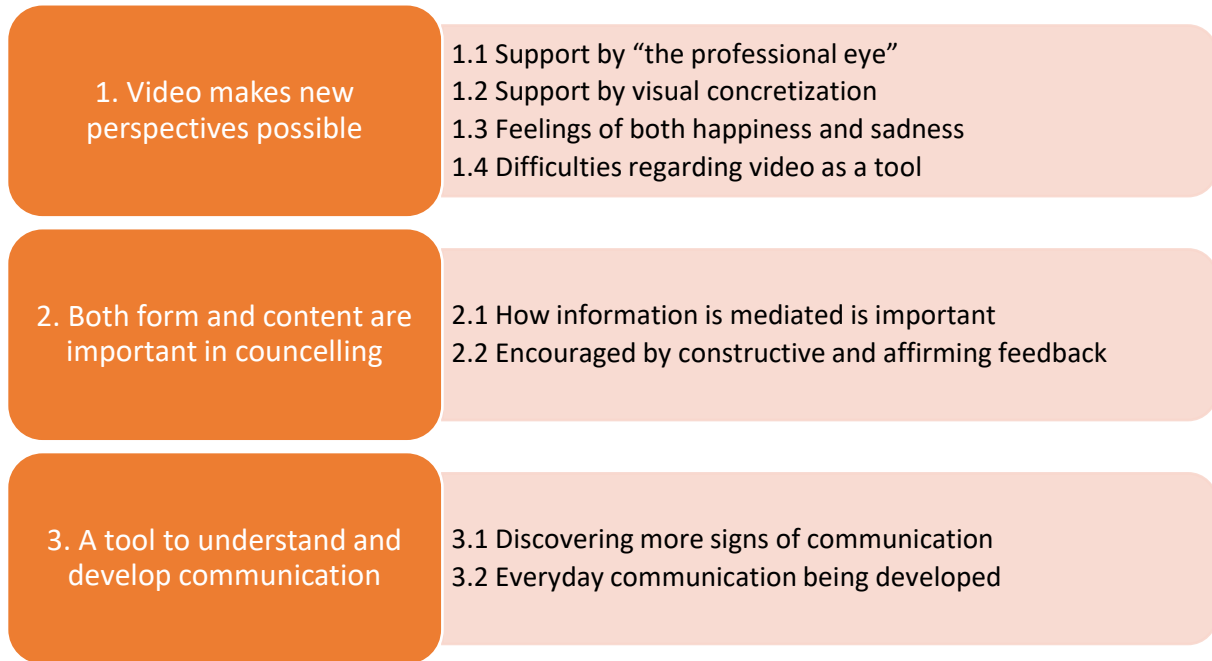 1. Video makes new
perspectives possible
1.1 Support by “the professional eye”
1.2 Support by visual concretization
1.3 Feelings of both happiness and sadness
1.4 Difficulties regarding video as a tool
2. Both form and content are
important in councelling
2.1 How information is mediated is important
2.2 Encouraged by constructive and affirming feedback
3. A tool to understand and
develop communication
3.1 Discovering more signs of communication
3.2 Everyday communication being developed